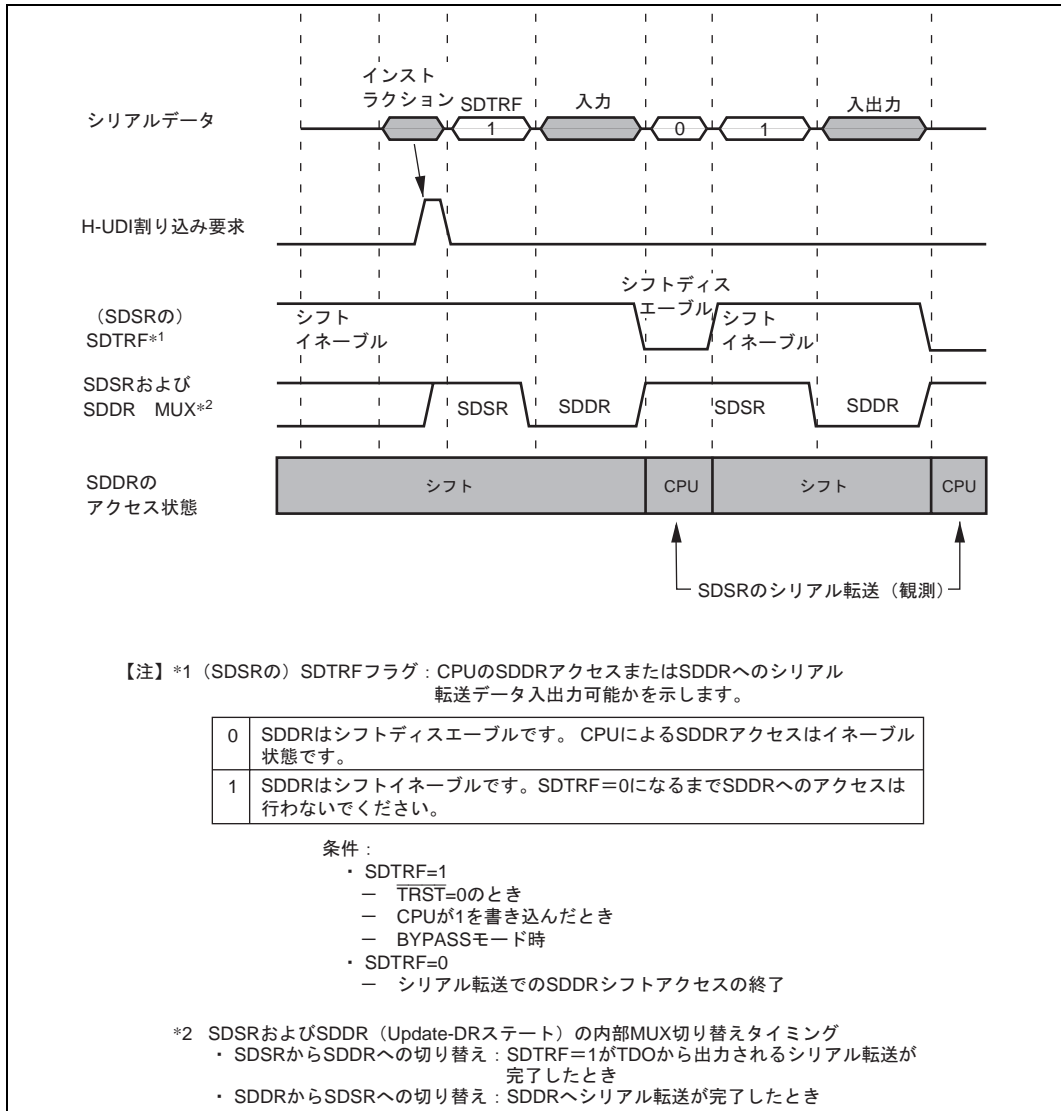 インスト
ラクション SDTRF 入力 入出力
シリアルデータ 1 0 1
H-UDI割り込み要求
シフトディス
エーブル
(SDSRの) シフト シフト
SDTRF*1 イネーブル イネーブル
SDSRおよび
SDDR MUX*2 SDSR SDDR SDSR SDDR
SDDRの
アクセス状態 シフト CPU シフト CPU
SDSRのシリアル転送（観測）
【注】*1（SDSRの）SDTRFフラグ：CPUのSDDRアクセスまたはSDDRへのシリアル
転送データ入出力可能かを示します。
0 SDDRはシフトディスエーブルです。 CPUによるSDDRアクセスはイネーブル
状態です。
1 SDDRはシフトイネーブルです。SDTRF＝0になるまでSDDRへのアクセスは
行わないでください。
条件：
・ SDTRF=1
－ TRST=0のとき
－ CPUが1を書き込んだとき
－ BYPASSモード時
・ SDTRF=0
－ シリアル転送でのSDDRシフトアクセスの終了
*2 SDSRおよびSDDR（Update-DRステート）の内部MUX切り替えタイミング
・ SDSRからSDDRへの切り替え：SDTRF＝1がTDOから出力されるシリアル転送が
完了したとき
・ SDDRからSDSRへの切り替え：SDDRへシリアル転送が完了したとき